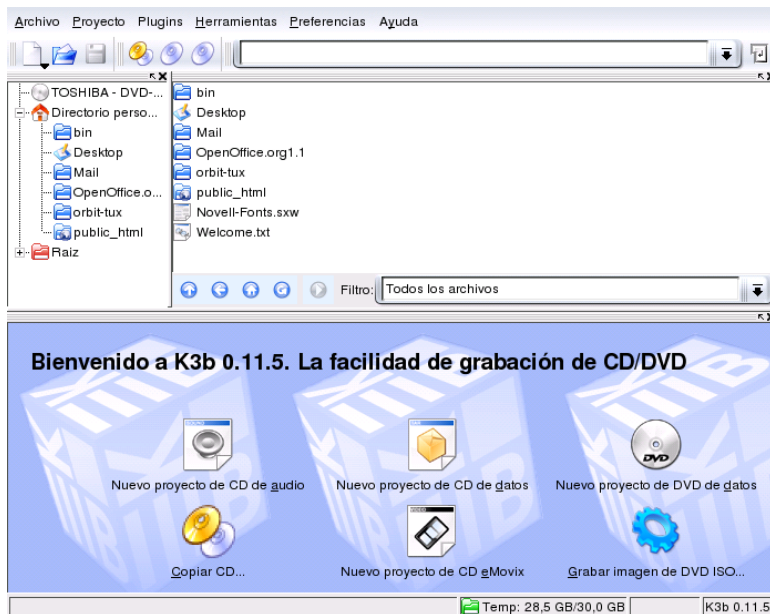 Archivo Proyecto Plugins Herramientas Preferencias Ayuda
TOSHIBA - DVD-...
Directorio perso...
bin
Desktop
Mail
OpenOffice.o...
orbit-tux
public_html
Raiz
bin
Desktop
Mail
OpenOffice.org1.1
orbit-tux
public_html
Novell-Fonts.sxw
Welcome.txt
Filtro: Todos los archivos
Bienvenido a K3b 0.11.5. La facilidad de grabación de CD/DVD
Nuevo proyecto de CD de audio
Nuevo proyecto de CD de datos
DVD
Nuevo proyecto de DVD de datos
Copiar CD...
Nuevo proyecto de CD eMovix
Grabar imagen de DVD ISO...
Temp: 28,5 GB/30,0 GB
K3b 0.11.5